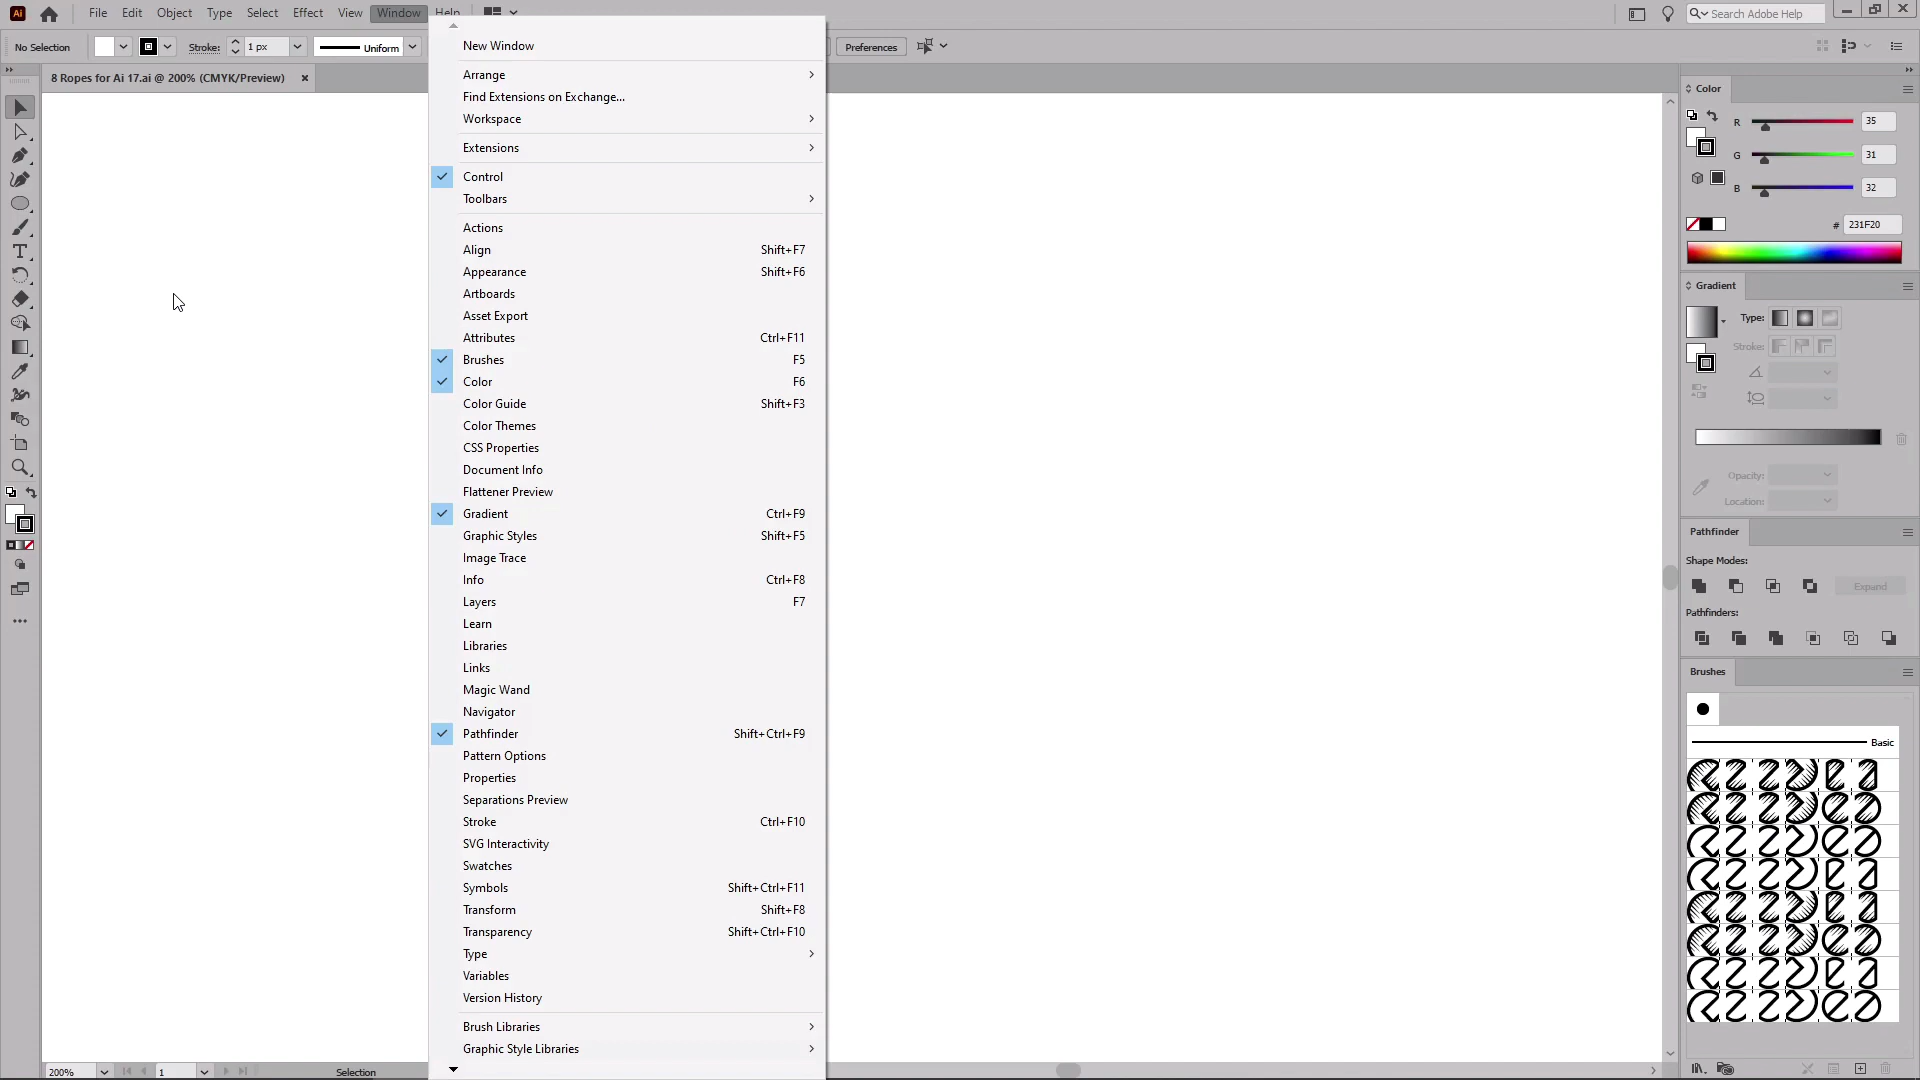 Ai File Edit Object Type Select Effect View Window Help Search Adobe Help
No Selection Stroke: 1 px Uniform Preferences
8 Ropes for Ai 17.ai @ 200% (CMYK/Preview)
New Window
Arrange
Find Extensions on Exchange...
Workspace
Extensions
Control
Toolbars
Actions
Align Shift+F7
Appearance Shift+F6
Artboards
Asset Export
Attributes Ctrl+F11
Brushes F5
Color F6
Color Guide Shift+F3
Color Themes
CSS Properties
Document Info
Flattener Preview
Gradient Ctrl+F9
Graphic Styles Shift+F5
Image Trace
Info Ctrl+F8
Layers F7
Learn
Libraries
Links
Magic Wand
Navigator
Pathfinder Shift+Ctrl+F9
Pattern Options
Properties
Separations Preview
Stroke Ctrl+F10
SVG Interactivity
Swatches
Symbols Shift+Ctrl+F11
Transform Shift+F8
Transparency Shift+Ctrl+F10
Type
Variables
Version History
Brush Libraries
Graphic Style Libraries
Color
R 35
G 31
B 32
# 231F20
Gradient
Type:
Stroke:
Opacity:
Location:
Pathfinder
Shape Modes:
Expand
Pathfinders:
Brushes
Basic
200% 1 Selection